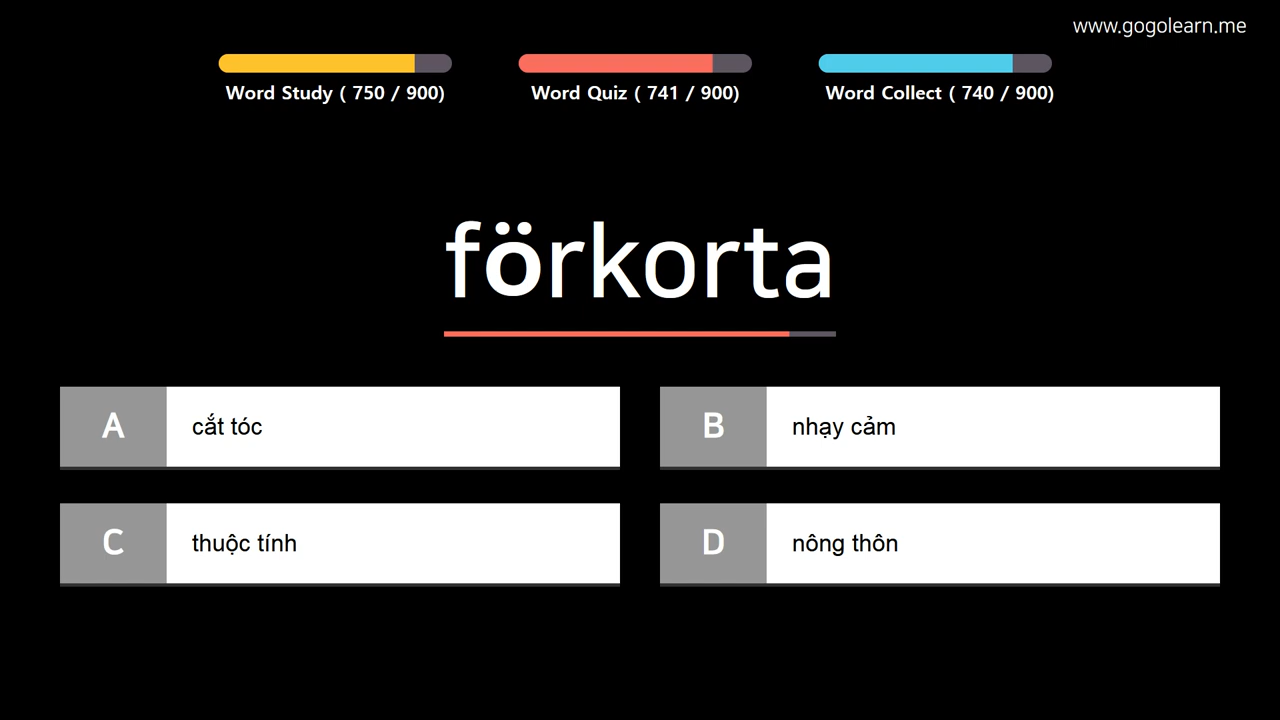 www.gogolearn.me
Word Study ( 750 / 900)
Word Quiz ( 741 / 900)
Word Collect ( 740 / 900)
förkorta
A cắt tóc
B nhạy cảm
C thuộc tính
D nông thôn